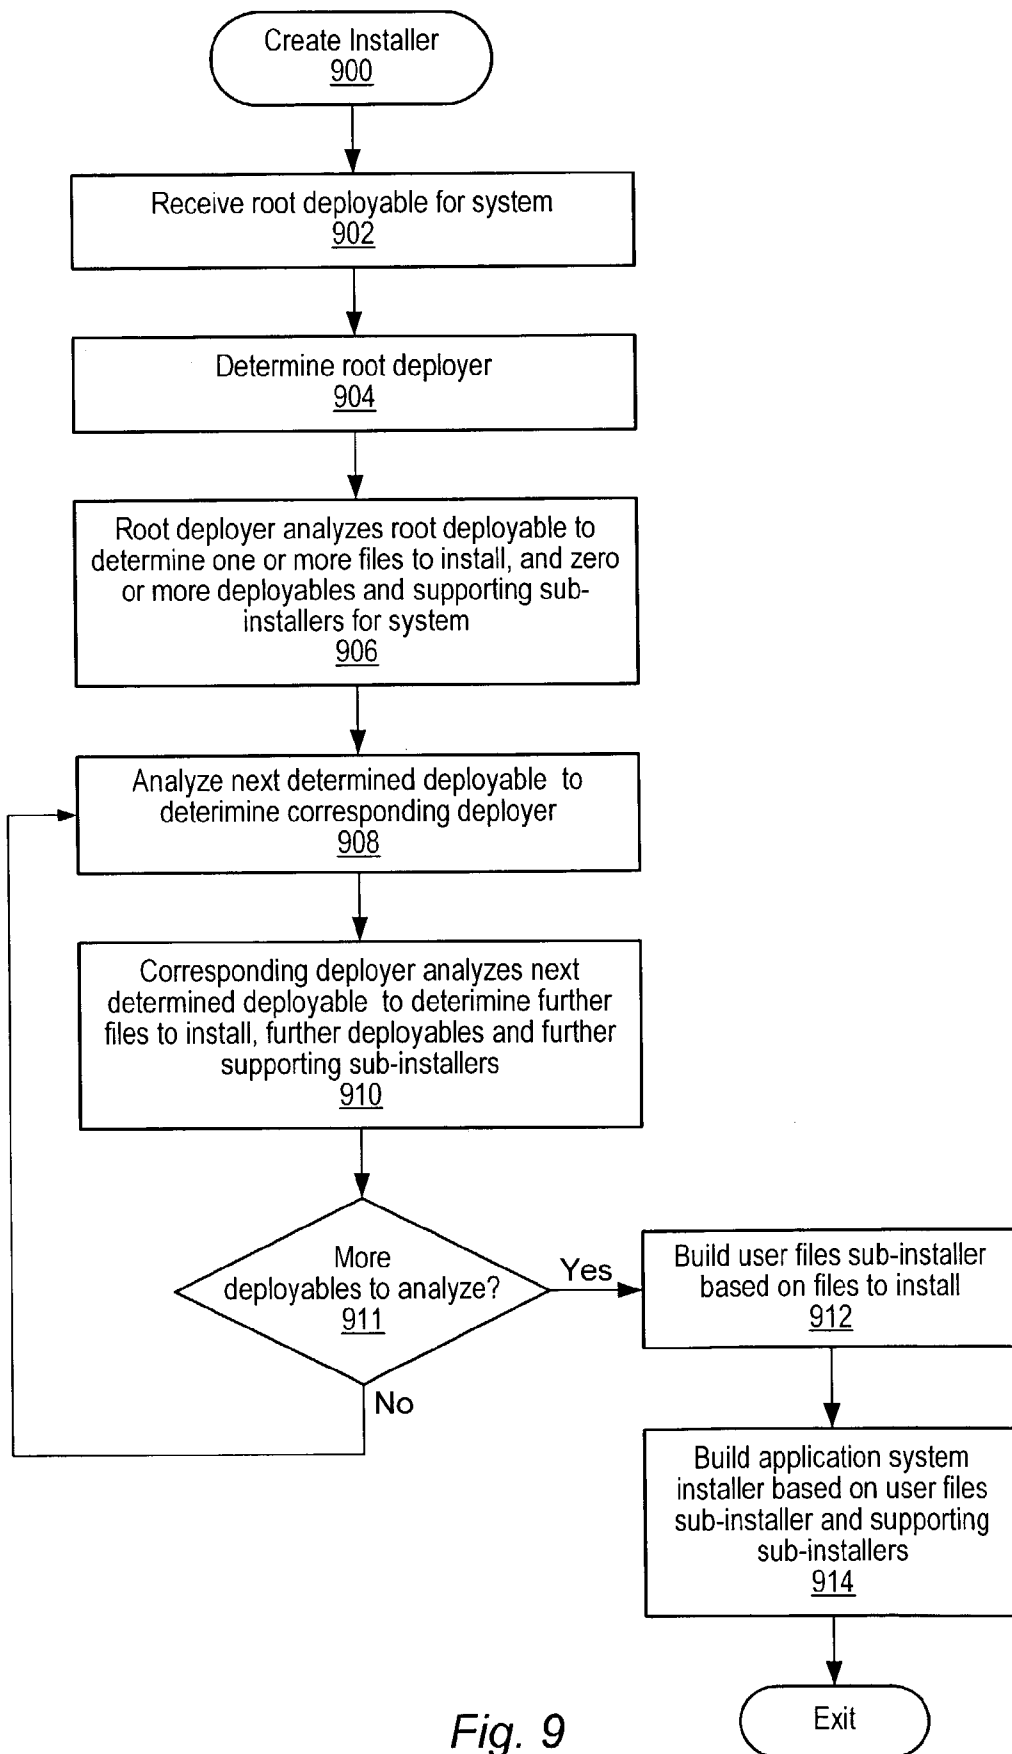 Create Installer
900
Receive root deployable for system
902
Determine root deployer
904
Root deployer analyzes root deployable to
determine one or more files to install, and zero
or more deployables and supporting sub-
installers for system
906
Analyze next determined deployable to
deterimine corresponding deployer
908
Corresponding deployer analyzes next
determined deployable to deterimine further
files to install, further deployables and further
supporting sub-installers
910
More
deployables to analyze?
911
Yes
No
Build user files sub-installer
based on files to install
912
Build application system
installer based on user files
sub-installer and supporting
sub-installers
914
Exit
Fig. 9